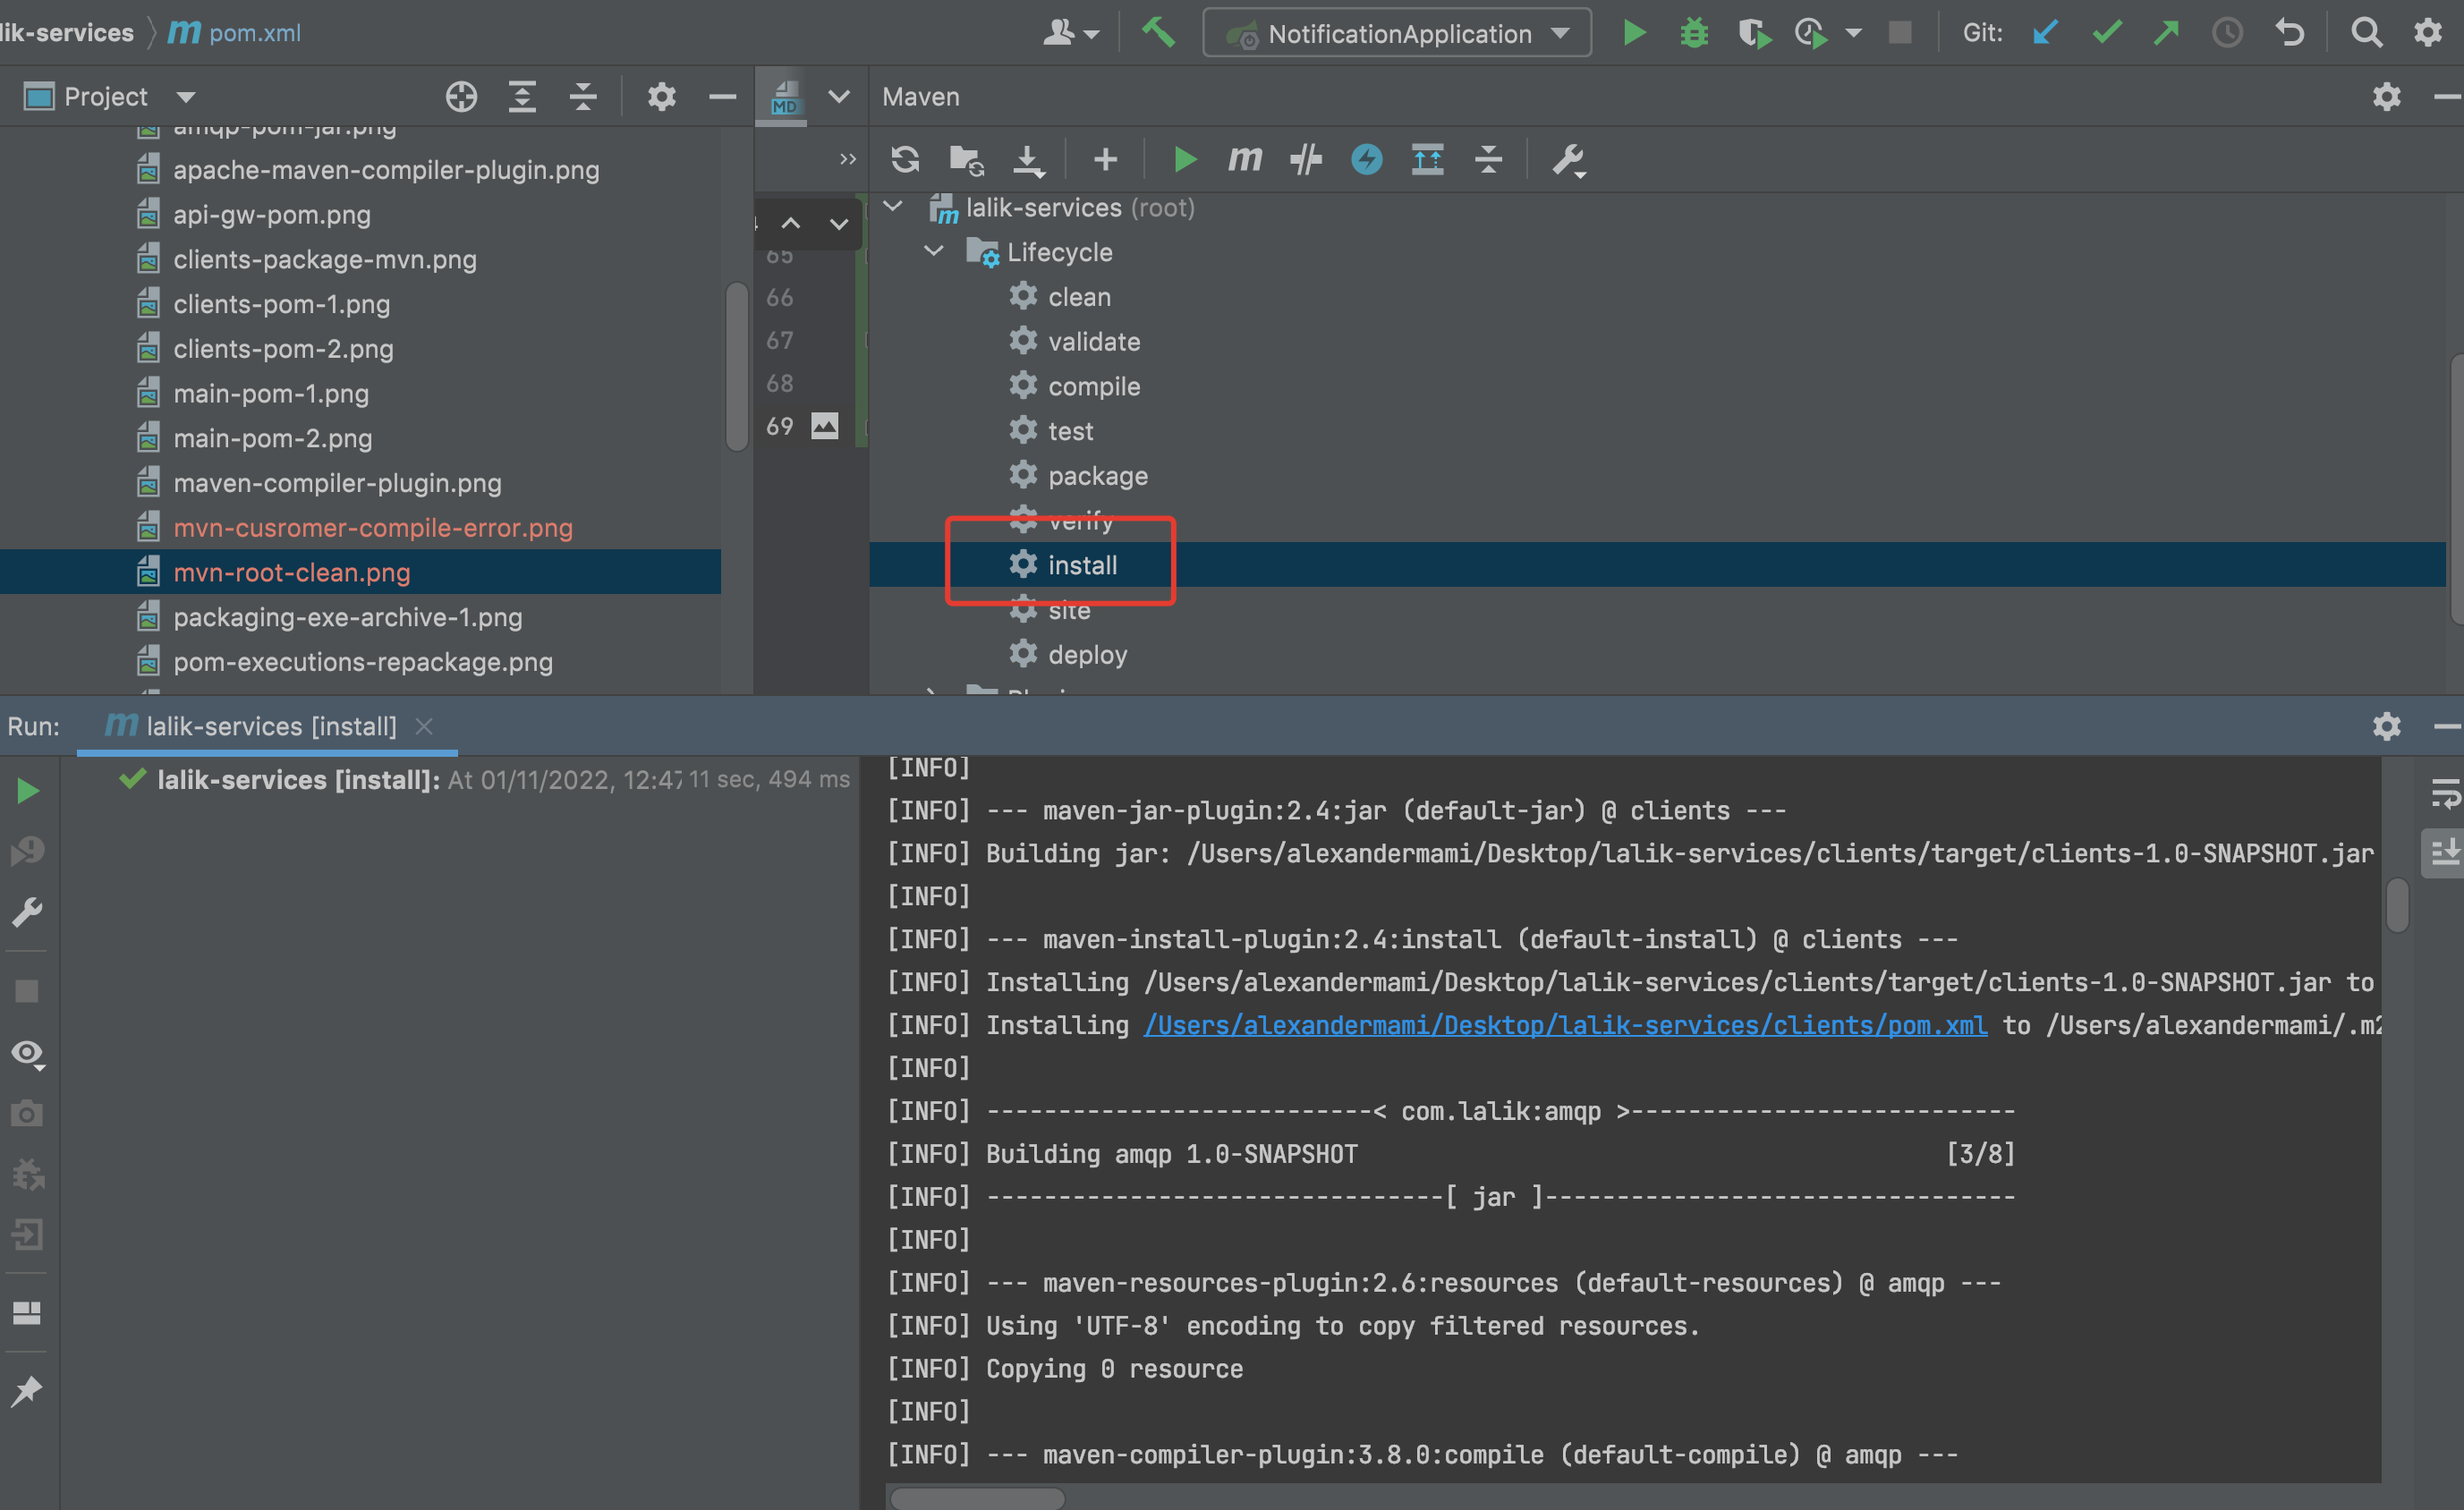 lik-services
pom.xml
NotificationApplication
Git:
Project
MD
Maven
amqp-pom-jar.png
apache-maven-compiler-plugin.png
api-gw-pom.png
clients-package-mvn.png
clients-pom-1.png
clients-pom-2.png
main-pom-1.png
main-pom-2.png
maven-compiler-plugin.png
mvn-cusromer-compile-error.png
mvn-root-clean.png
packaging-exe-archive-1.png
pom-executions-repackage.png
65
66
67
68
69
lalik-services (root)
Lifecycle
clean
validate
compile
test
package
verify
install
site
deploy
Run:
lalik-services [install]
lalik-services [install]: At 01/11/2022, 12:47 11 sec, 494 ms
[INFO]
[INFO] --- maven-jar-plugin:2.4:jar (default-jar) @ clients ---
[INFO] Building jar: /Users/alexandermami/Desktop/lalik-services/clients/target/clients-1.0-SNAPSHOT.jar
[INFO]
[INFO] --- maven-install-plugin:2.4:install (default-install) @ clients ---
[INFO] Installing /Users/alexandermami/Desktop/lalik-services/clients/target/clients-1.0-SNAPSHOT.jar to
[INFO] Installing /Users/alexandermami/Desktop/lalik-services/clients/pom.xml to /Users/alexandermami/.m2
[INFO]
[INFO] ---------------------------< com.lalik:amqp >---------------------------
[INFO] Building amqp 1.0-SNAPSHOT [3/8]
[INFO] --------------------------------[ jar ]---------------------------------
[INFO]
[INFO] --- maven-resources-plugin:2.6:resources (default-resources) @ amqp ---
[INFO] Using 'UTF-8' encoding to copy filtered resources.
[INFO] Copying 0 resource
[INFO]
[INFO] --- maven-compiler-plugin:3.8.0:compile (default-compile) @ amqp ---